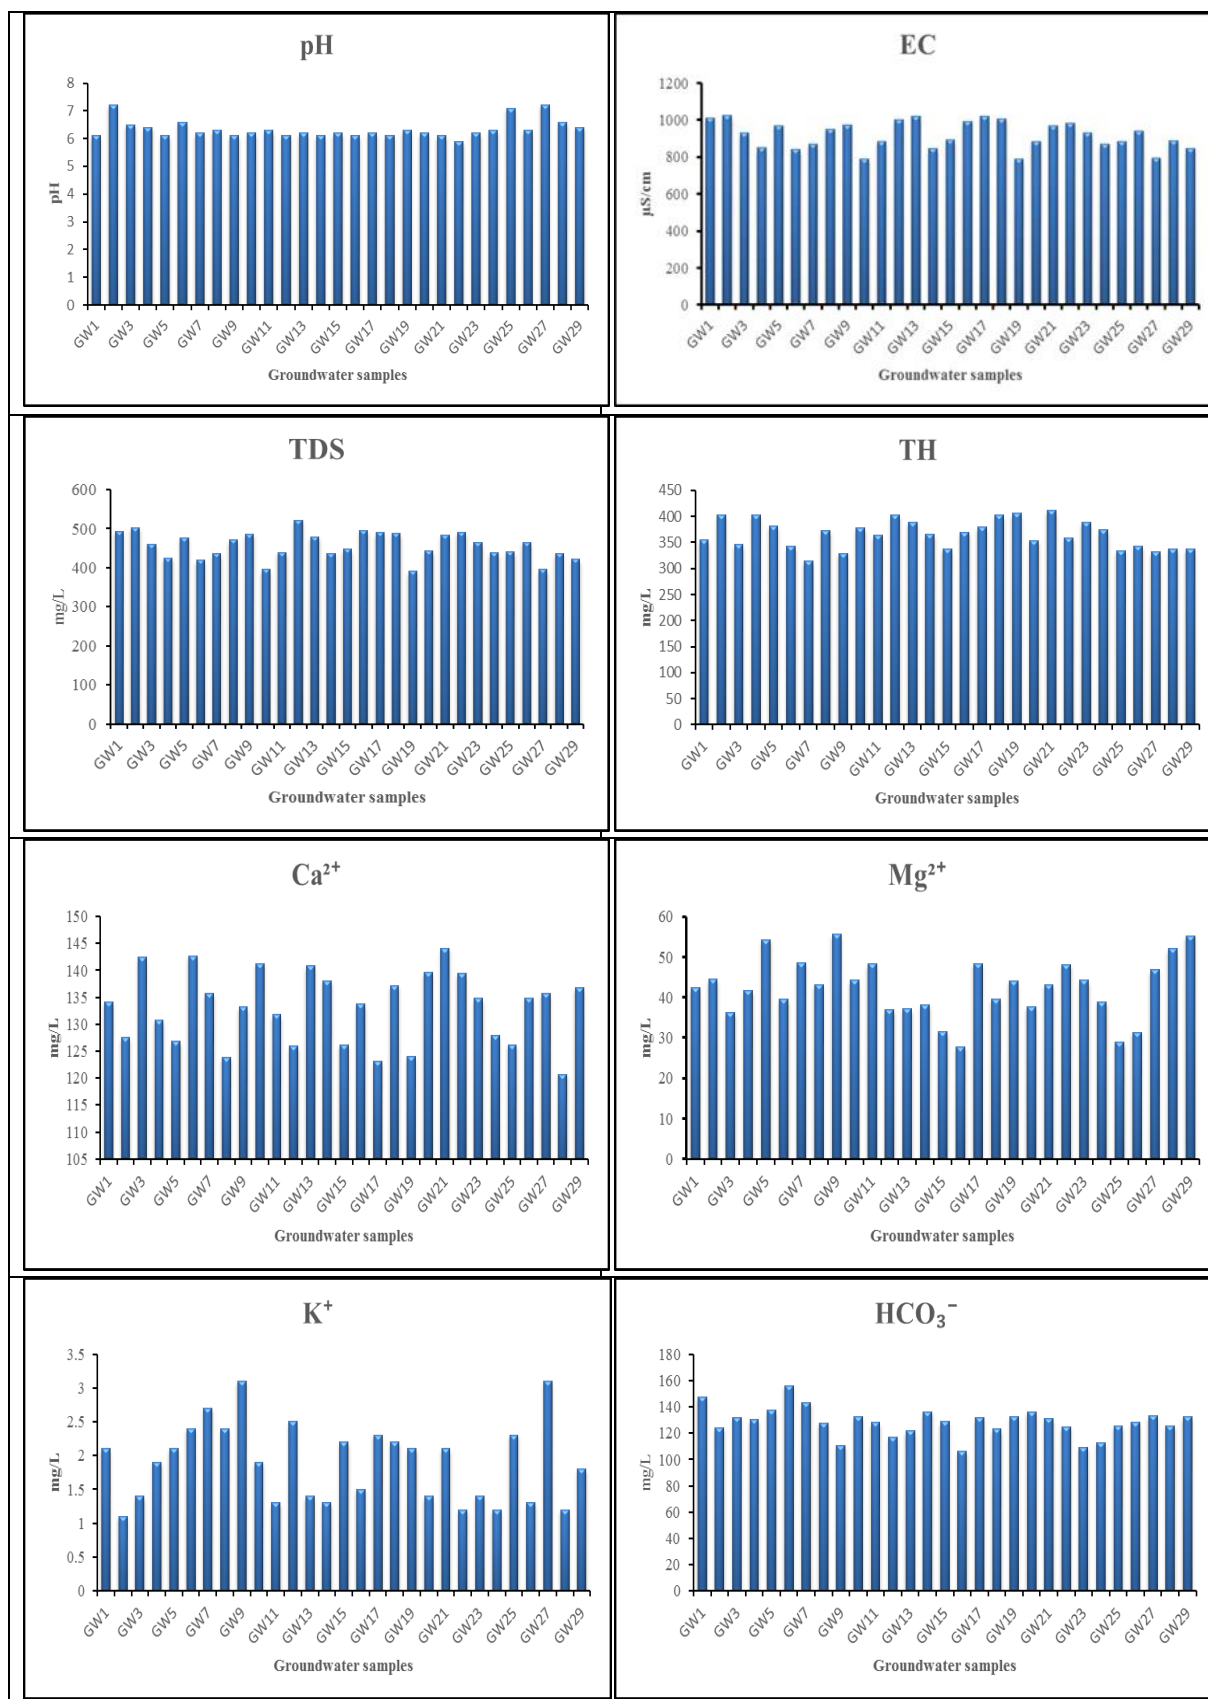 pH
8
7
6
5
4
3
2
1
0
pH
GW1 GW3 GW5 GW7 GW9 GW11 GW13 GW15 GW17 GW19 GW21 GW23 GW25 GW27 GW29
Groundwater samples
EC
1200
1000
800
600
400
200
0
µS/cm
GW1 GW3 GW5 GW7 GW9 GW11 GW13 GW15 GW17 GW19 GW21 GW23 GW25 GW27 GW29
Groundwater samples
TDS
600
500
400
300
200
100
0
mg/L
GW1 GW3 GW5 GW7 GW9 GW11 GW13 GW15 GW17 GW19 GW21 GW23 GW25 GW27 GW29
Groundwater samples
TH
450
400
350
300
250
200
150
100
50
0
mg/L
GW1 GW3 GW5 GW7 GW9 GW11 GW13 GW15 GW17 GW19 GW21 GW23 GW25 GW27 GW29
Groundwater samples
Ca²⁺
150
145
140
135
130
125
120
115
110
105
mg/L
GW1 GW3 GW5 GW7 GW9 GW11 GW13 GW15 GW17 GW19 GW21 GW23 GW25 GW27 GW29
Groundwater samples
Mg²⁺
60
50
40
30
20
10
0
mg/L
GW1 GW3 GW5 GW7 GW9 GW11 GW13 GW15 GW17 GW19 GW21 GW23 GW25 GW27 GW29
Groundwater samples
K⁺
3.5
3
2.5
2
1.5
1
0.5
0
mg/L
GW1 GW3 GW5 GW7 GW9 GW11 GW13 GW15 GW17 GW19 GW21 GW23 GW25 GW27 GW29
Groundwater samples
HCO₃⁻
180
160
140
120
100
80
60
40
20
0
mg/L
GW1 GW3 GW5 GW7 GW9 GW11 GW13 GW15 GW17 GW19 GW21 GW23 GW25 GW27 GW29
Groundwater samples